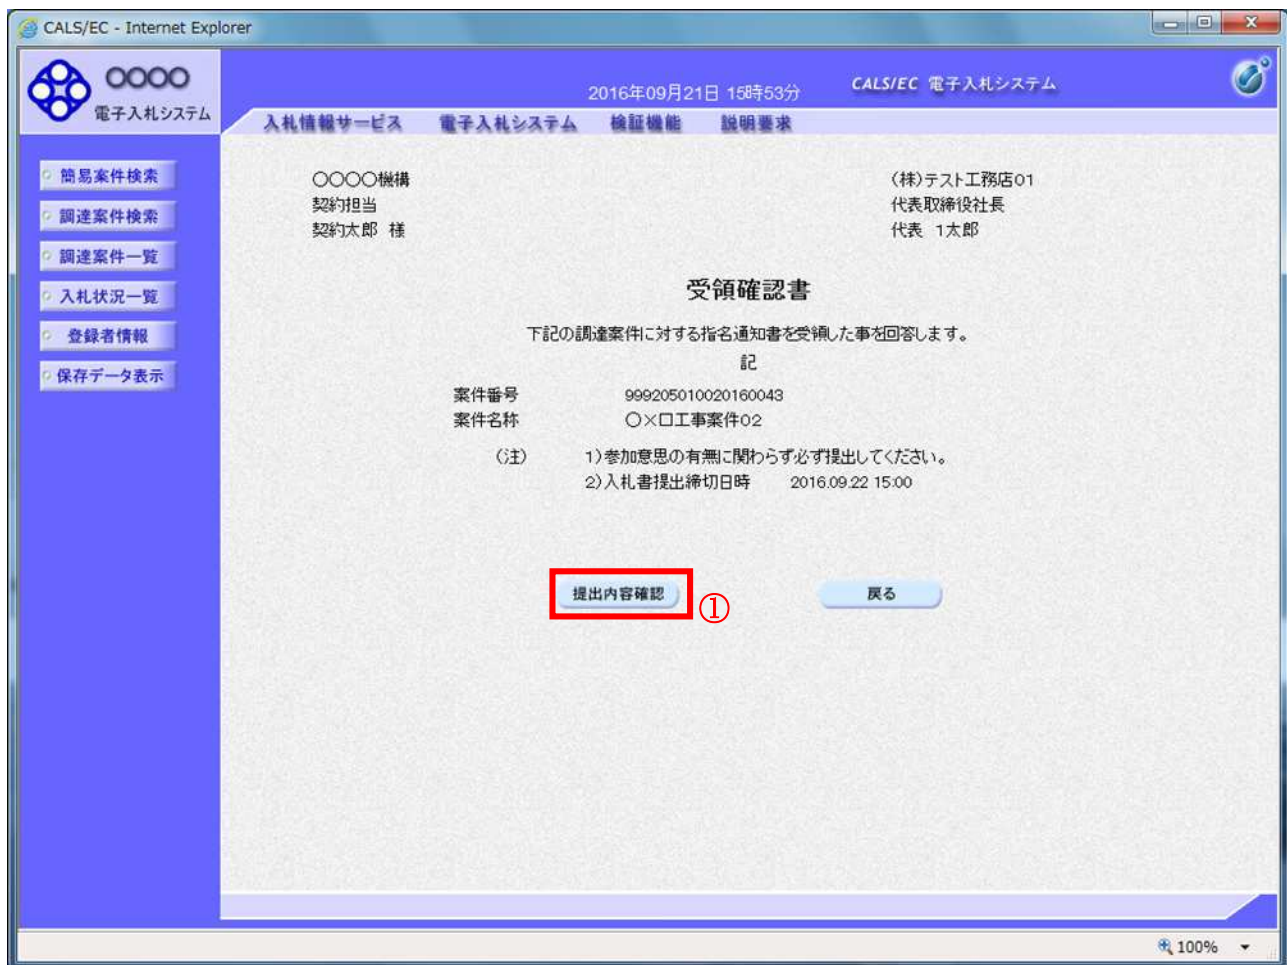 CALS/EC - Internet Explorer
〇〇〇〇
電子入札システム
2016年09月21日 15時53分
CALS/EC 電子入札システム
入札情報サービス 電子入札システム 検証機能 説明要求
簡易案件検索
調達案件検索
調達案件一覧
入札状況一覧
登録者情報
保存データ表示
〇〇〇〇機構
契約担当
契約太郎 様
(株)テスト工務店01
代表取締役社長
代表 1太郎
受領確認書
下記の調達案件に対する指名通知書を受領した事を回答します。
記
案件番号 999205010020160043
案件名称 〇×口工事案件02
(注) 1)参加意思の有無に関わらず必ず提出してください。
2)入札書提出締切日時 2016.09.22 15:00
提出内容確認
①
戻る
100%